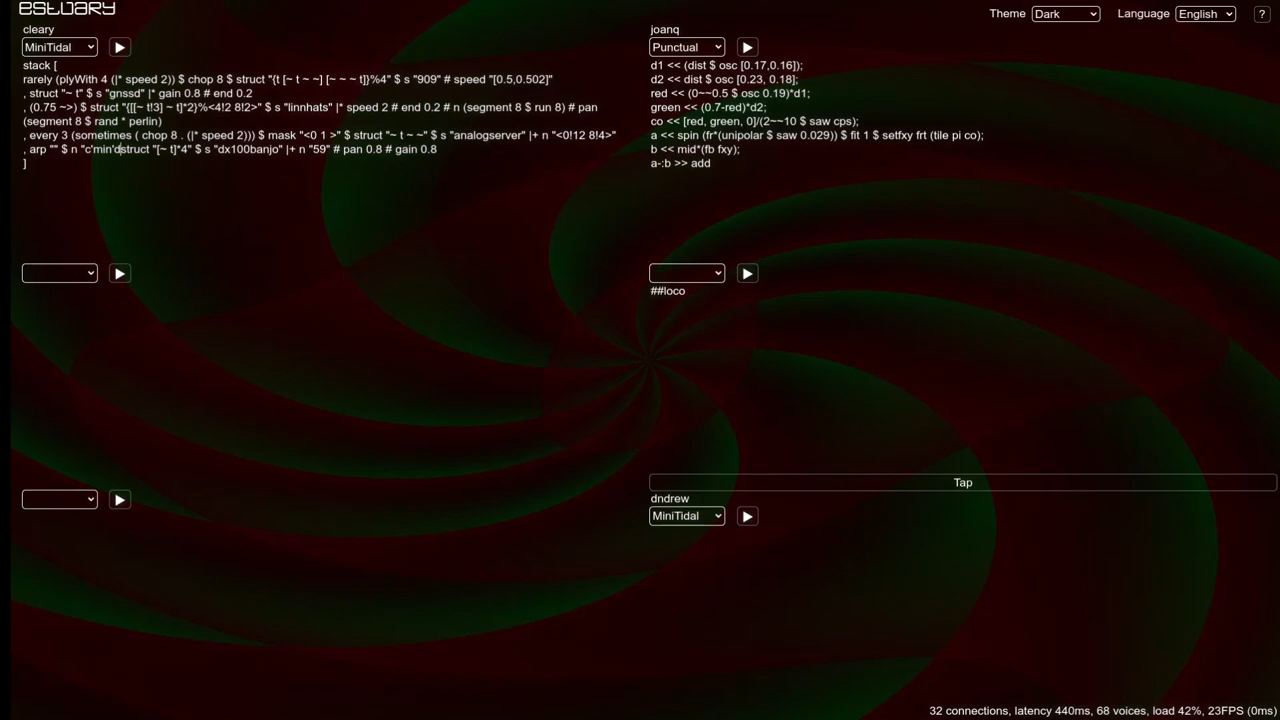 estuary
Theme Dark Language English ?
cleary
MiniTidal
stack [
rarely (plyWith 4 (|* speed 2)) $ chop 8 $ struct "{t [~ t ~ ~] [~ ~ ~ t]}%4" $ s "909" # speed "[0.5,0.502]"
, struct "~ t" $ s "gnssd" |* gain 0.8 # end 0.2
, (0.75 ~>) $ struct "{[[~ t!3] ~ t]*2}%<4!2 8!2>" $ s "linnhats" |* speed 2 # end 0.2 # n (segment 8 $ run 8) # pan
(segment 8 $ rand * perlin)
, every 3 (sometimes ( chop 8 . (|* speed 2))) $ mask "<0 1 >" $ struct "~ t ~ ~" $ s "analogserver" |+ n "<0!12 8!4>"
, arp "" $ n "c'min'dstruct "[~ t]*4" $ s "dx100banjo" |+ n "59" # pan 0.8 # gain 0.8
]
joanq
Punctual
d1 << (dist $ osc [0.17,0.16]);
d2 << (dist $ osc [0.23, 0.18];
red << (0~~0.5 $ osc 0.19)*d1;
green << (0.7-red)*d2;
co << [red, green, 0]/(2~~10 $ saw cps);
a << spin (fr*(unipolar $ saw 0.029)) $ fit 1 $ setfxy frt (tile pi co);
b << mid*(fb fxy);
a-:b >> add
##loco
Tap
dndrew
MiniTidal
32 connections, latency 440ms, 68 voices, load 42%, 23FPS (0ms)